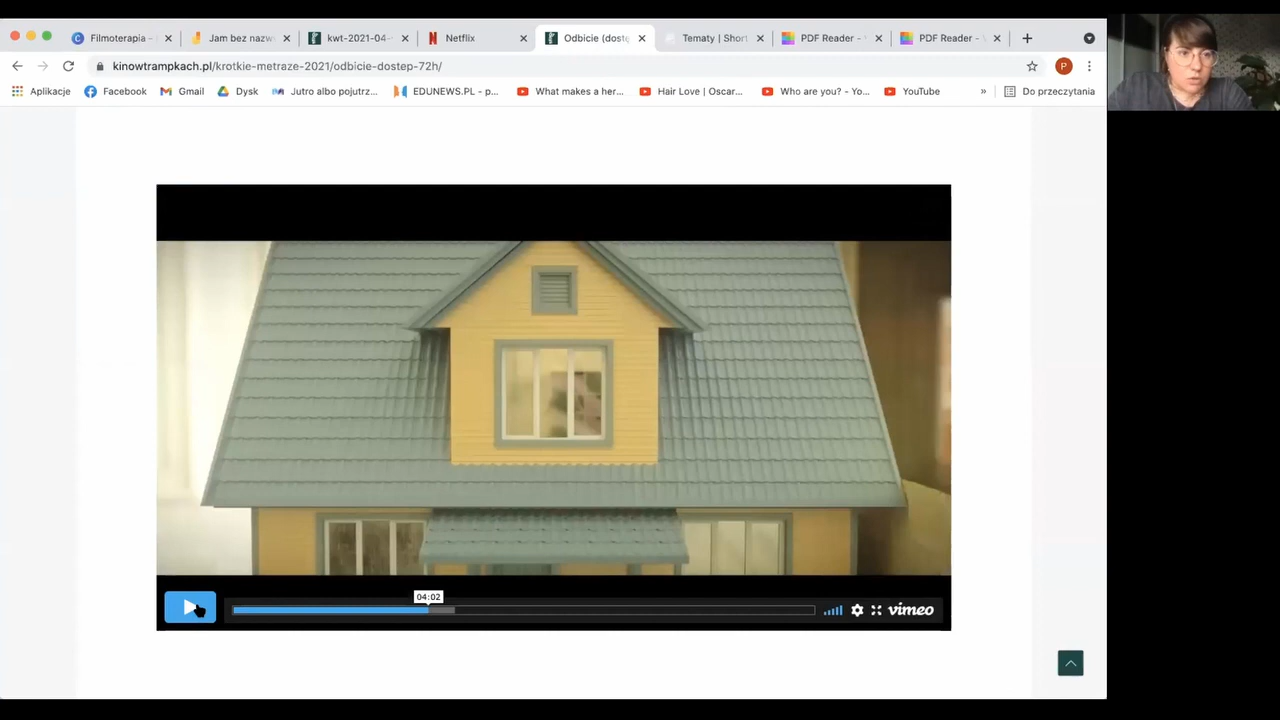 Filmoterapia -
Jam bez nazw
kwt-2021-04-
Netflix
Odbicie (dostę
Tematy | Short
PDF Reader -
PDF Reader -
kinowtrampkach.pl/krotkie-metraze-2021/odbicie-dostep-72h/
P
Aplikacje
Facebook
Gmail
Dysk
Jutro albo pojutrz...
EDUNEWS.PL - p...
What makes a her...
Hair Love | Oscar...
Who are you? - Yo...
YouTube
»
Do przeczytania
04:02
vimeo